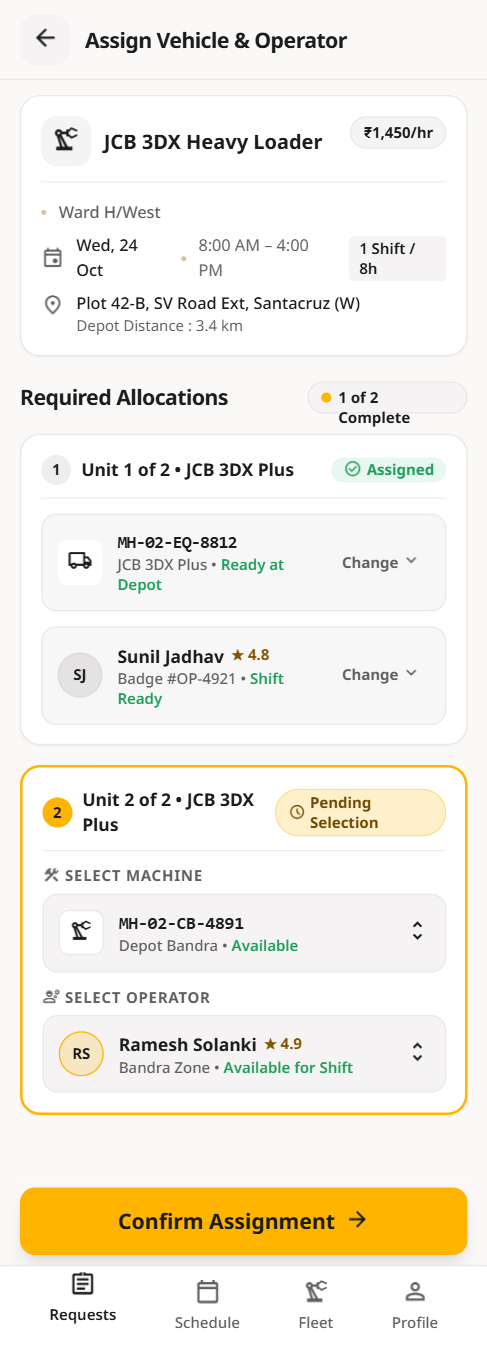 Assign Vehicle & Operator
JCB 3DX Heavy Loader
₹1,450/hr
• Ward H/West
Wed, 24 Oct • 8:00 AM – 4:00 PM
1 Shift / 8h
Plot 42-B, SV Road Ext, Santacruz (W)
Depot Distance : 3.4 km
Required Allocations
1 of 2 Complete
1 Unit 1 of 2 • JCB 3DX Plus
Assigned
MH-02-EQ-8812
JCB 3DX Plus • Ready at Depot
Change
SJ
Sunil Jadhav ★ 4.8
Badge #OP-4921 • Shift Ready
Change
2 Unit 2 of 2 • JCB 3DX Plus
Pending Selection
SELECT MACHINE
MH-02-CB-4891
Depot Bandra • Available
SELECT OPERATOR
RS
Ramesh Solanki ★ 4.9
Bandra Zone • Available for Shift
Confirm Assignment →
Requests
Schedule
Fleet
Profile